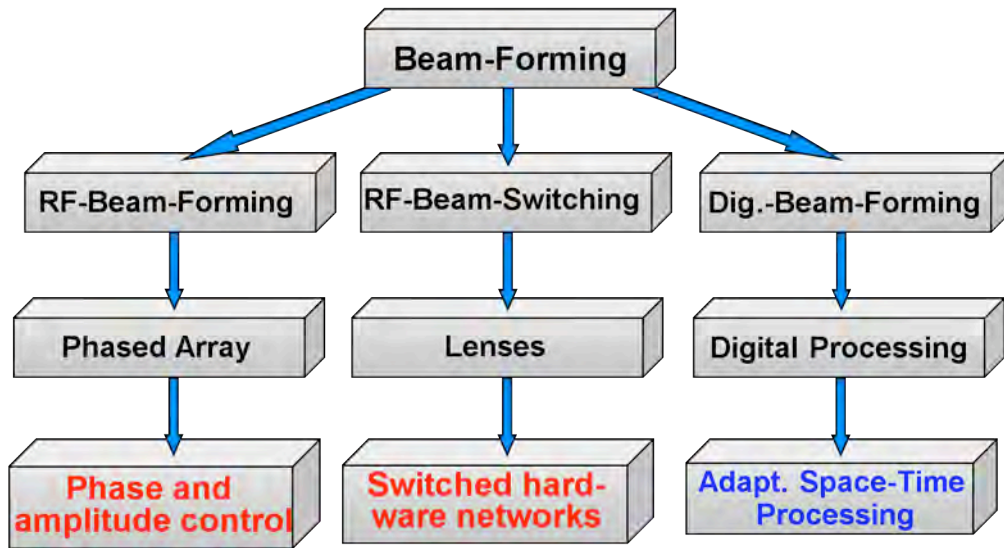 Beam-Forming
RF-Beam-Forming
RF-Beam-Switching
Dig.-Beam-Forming
Phased Array
Lenses
Digital Processing
Phase and
amplitude control
Switched hard-
ware networks
Adapt. Space-Time
Processing